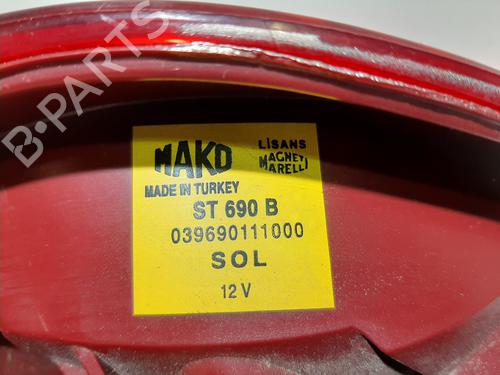 B-PARTS
MAKO
LİSANS
MAGNETI
MARELLI
MADE IN TURKEY
ST 690 B
039690111000
SOL
12 V